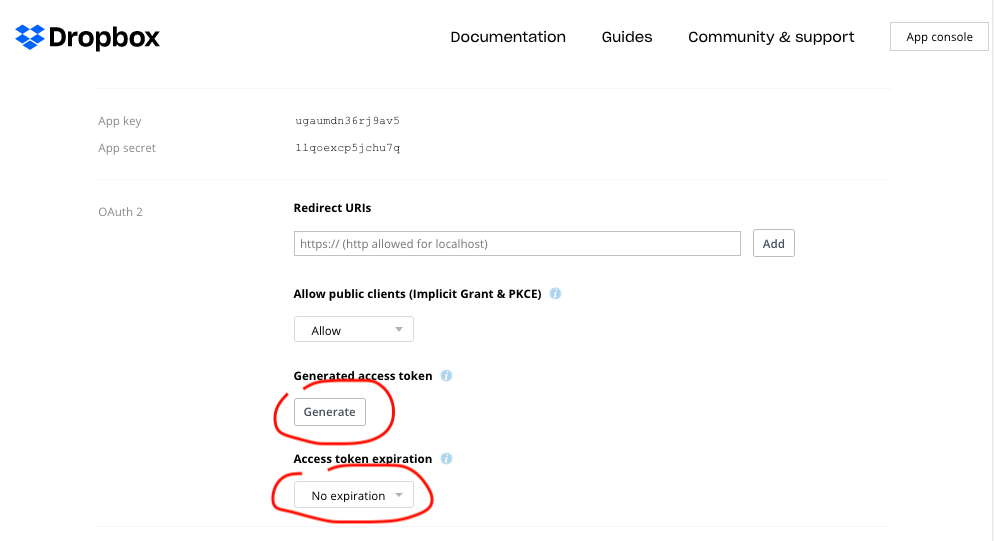 Dropbox
Documentation Guides Community & support App console
App key ugaumdn36rj9av5
App secret llqoexcp5jchu7q
OAuth 2 Redirect URIs
https:// (http allowed for localhost) Add
Allow public clients (Implicit Grant & PKCE) i
Allow
Generated access token i
Generate
Access token expiration i
No expiration